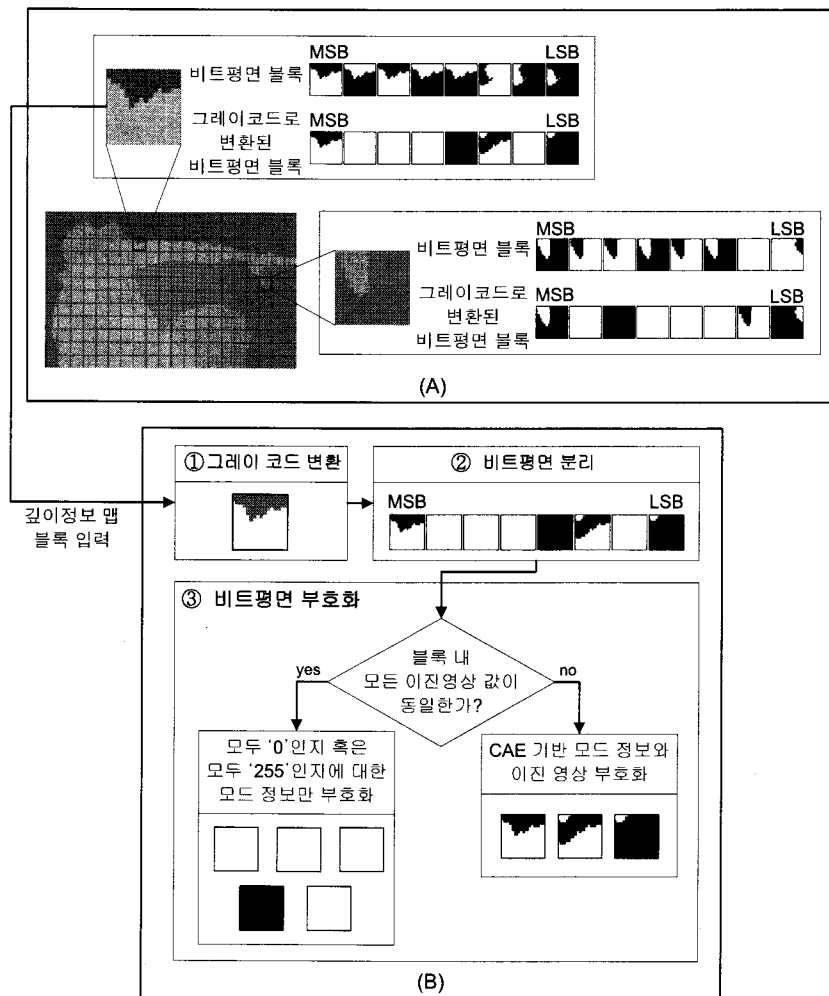 MSB LSB
비트평면 블록
그레이코드로
변환된
비트평면 블록
MSB LSB
비트평면 블록
그레이코드로
변환된
비트평면 블록
MSB LSB
(A)
① 그레이 코드 변환
② 비트평면 분리
MSB LSB
깊이정보 맵
블록 입력
③ 비트평면 부호화
블록 내
모든 이진영상 값이
동일한가?
yes
no
모두 '0'인지 혹은
모두 '255'인지에 대한
모드 정보만 부호화
CAE 기반 모드 정보와
이진 영상 부호화
(B)